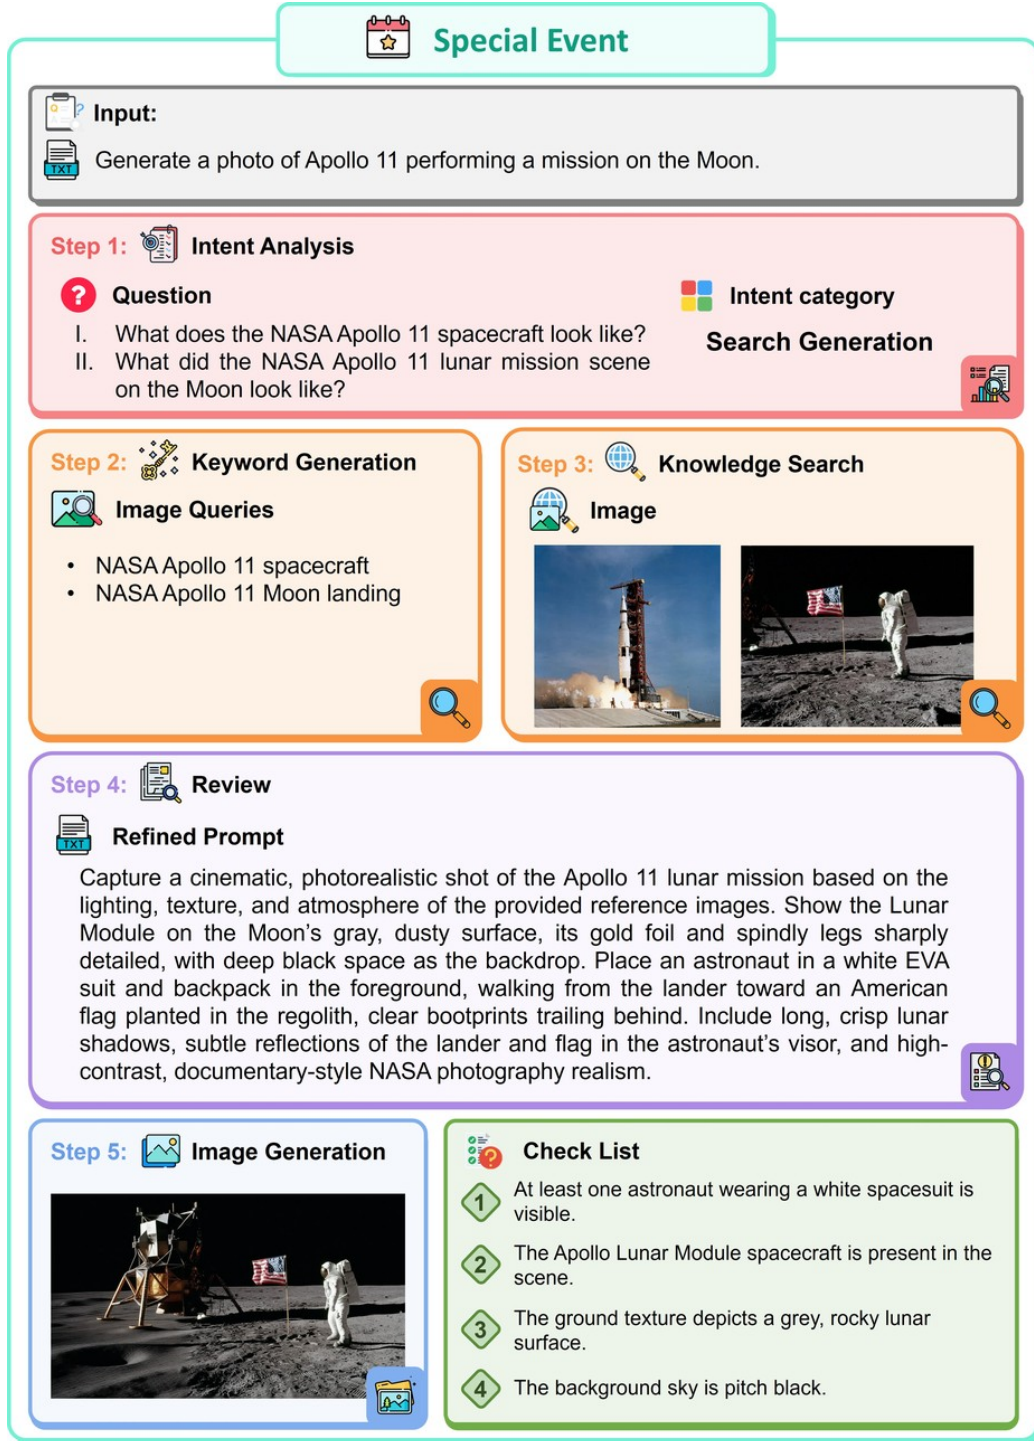 Special Event
Input:
TXT
Generate a photo of Apollo 11 performing a mission on the Moon.
Step 1:
Intent Analysis
Question
I. What does the NASA Apollo 11 spacecraft look like?
II. What did the NASA Apollo 11 lunar mission scene
on the Moon look like?
Intent category
Search Generation
Step 2:
Keyword Generation
Image Queries
• NASA Apollo 11 spacecraft
• NASA Apollo 11 Moon landing
Step 3:
Knowledge Search
Image
Step 4:
Review
TXT
Refined Prompt
Capture a cinematic, photorealistic shot of the Apollo 11 lunar mission based on the
lighting, texture, and atmosphere of the provided reference images. Show the Lunar
Module on the Moon's gray, dusty surface, its gold foil and spindly legs sharply
detailed, with deep black space as the backdrop. Place an astronaut in a white EVA
suit and backpack in the foreground, walking from the lander toward an American
flag planted in the regolith, clear bootprints trailing behind. Include long, crisp lunar
shadows, subtle reflections of the lander and flag in the astronaut's visor, and high-
contrast, documentary-style NASA photography realism.
Step 5:
Image Generation
Check List
1 At least one astronaut wearing a white spacesuit is
visible.
2 The Apollo Lunar Module spacecraft is present in the
scene.
3 The ground texture depicts a grey, rocky lunar
surface.
4 The background sky is pitch black.